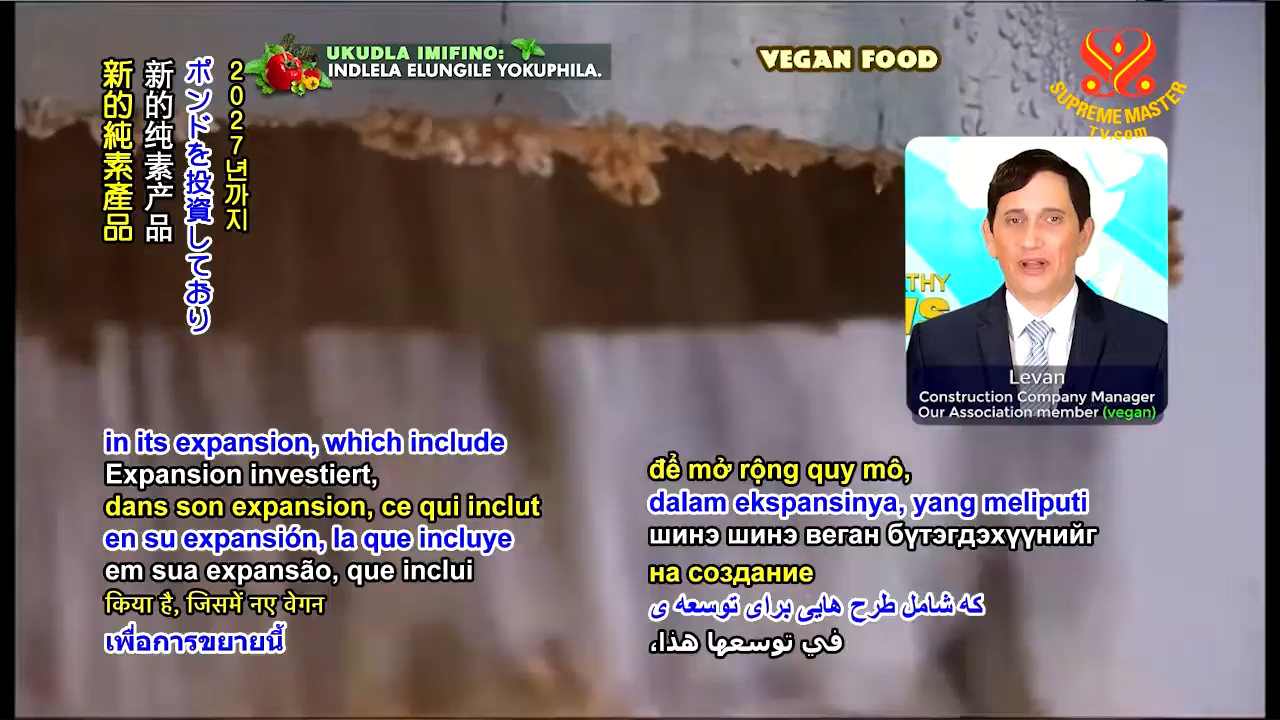 UKUDLA IMIFINO:
INDLELA ELUNGILE YOKUPHILA.
VEGAN FOOD
SUPREME MASTER
TV.com
2027년까지
ポンドを投資しており
新的纯素产品
新的純素產品
THY
WS
Levan
Construction Company Manager
Our Association member (vegan)
in its expansion, which include
Expansion investiert,
dans son expansion, ce qui inclut
en su expansión, la que incluye
em sua expansão, que inclui
किया है, जिसमें नए वेगन
เพื่อการขยายนี้
để mở rộng quy mô,
dalam ekspansinya, yang meliputi
шинэ шинэ веган бүтэгдэхүүнийг
на создание
که شامل طرح هایی برای توسعه ی
في توسعها هذا،